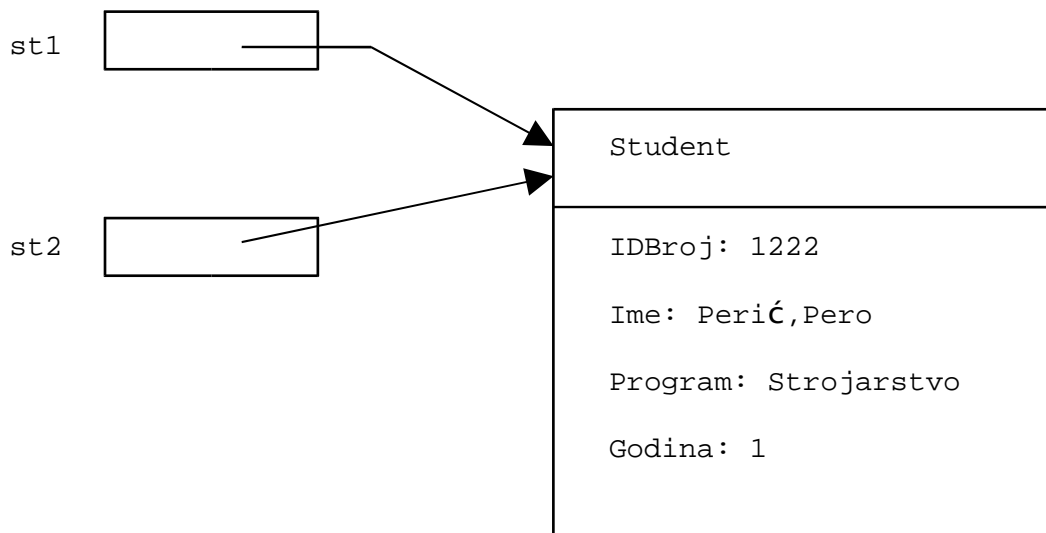 st1
Student
st2
IDBroj: 1222
Ime: Perić,Pero
Program: Strojarstvo
Godina: 1